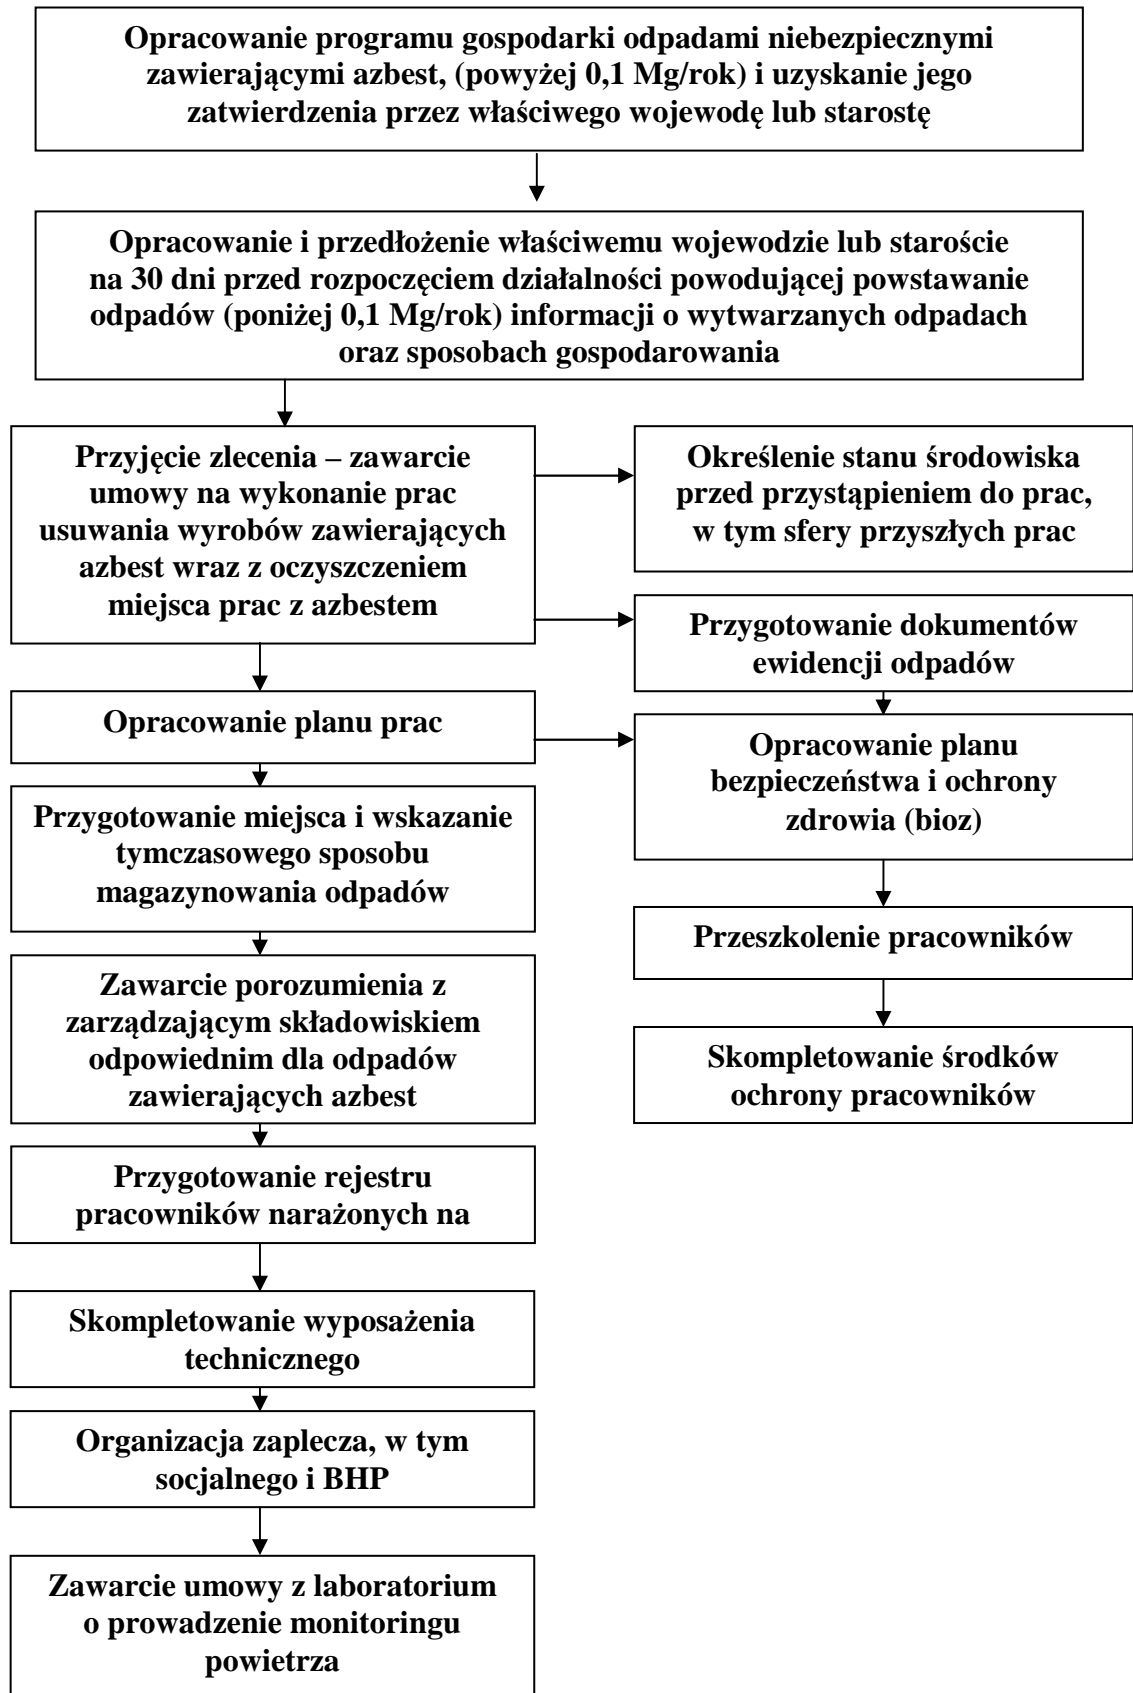 Opracowanie programu gospodarki odpadami niebezpiecznymi
zawierającymi azbest, (powyżej 0,1 Mg/rok) i uzyskanie jego
zatwierdzenia przez właściwego wojewodę lub starostę
Opracowanie i przedłożenie właściwemu wojewodzie lub staroście
na 30 dni przed rozpoczęciem działalności powodującej powstawanie
odpadów (poniżej 0,1 Mg/rok) informacji o wytwarzanych odpadach
oraz sposobach gospodarowania
Przyjęcie zlecenia – zawarcie
umowy na wykonanie prac
usuwania wyrobów zawierających
azbest wraz z oczyszczeniem
miejsca prac z azbestem
Określenie stanu środowiska
przed przystąpieniem do prac,
w tym sfery przyszłych prac
Przygotowanie dokumentów
ewidencji odpadów
Opracowanie planu prac
Opracowanie planu
bezpieczeństwa i ochrony
zdrowia (bioz)
Przygotowanie miejsca i wskazanie
tymczasowego sposobu
magazynowania odpadów
Przeszkolenie pracowników
Zawarcie porozumienia z
zarządzającym składowiskiem
odpowiednim dla odpadów
zawierających azbest
Skompletowanie środków
ochrony pracowników
Przygotowanie rejestru
pracowników narażonych na
Skompletowanie wyposażenia
technicznego
Organizacja zaplecza, w tym
socjalnego i BHP
Zawarcie umowy z laboratorium
o prowadzenie monitoringu
powietrza